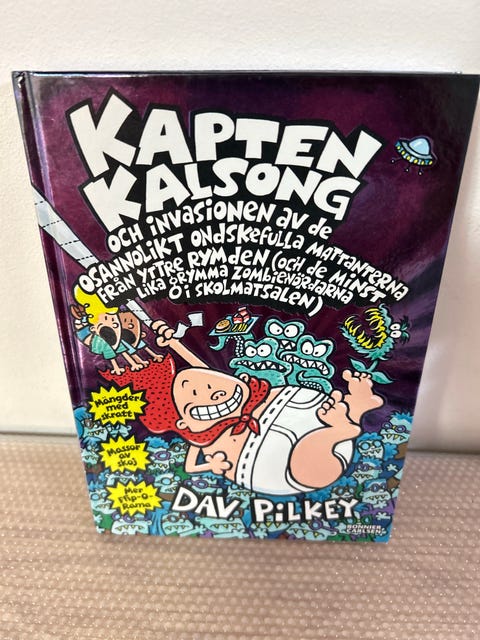 KAPTEN
KALSONG
OCH INVASIONEN AV DE
OSANNOLIKT ONDSKEFULLA MATTANTERNA
FRÅN YTTRE RYMDEN (OCH DE MINST
LIKA GRYMMA ZOMBIENÖRDARNA
I SKOLMATSALEN)
Mängder
med
skratt
Massor
av
skoj
Mer
Flip-O-
Rama
DAV PILKEY
BONNIER
CARLSEN